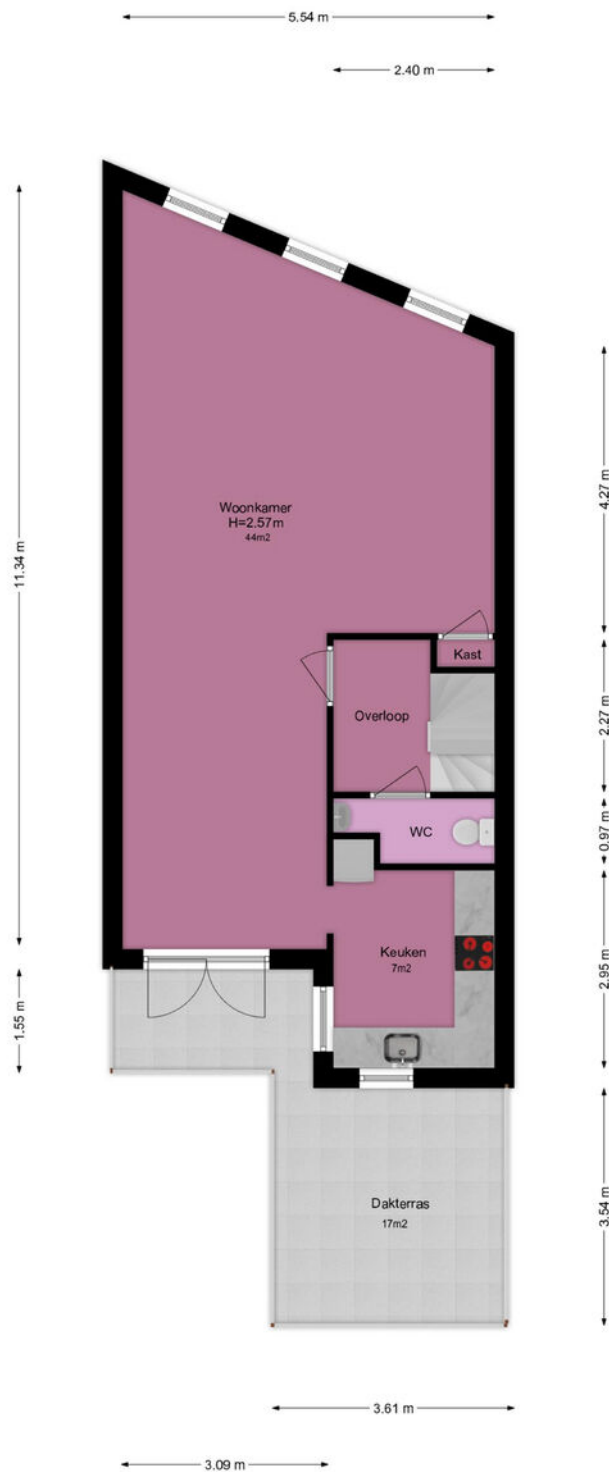 5.54 m
2.40 m
11.34 m
4.27 m
Woonkamer
H=2.57m
44m2
Kast
Overloop
2.27 m
WC
0.97 m
Keuken
7m2
2.95 m
1.55 m
Dakterras
17m2
3.54 m
3.61 m
3.09 m